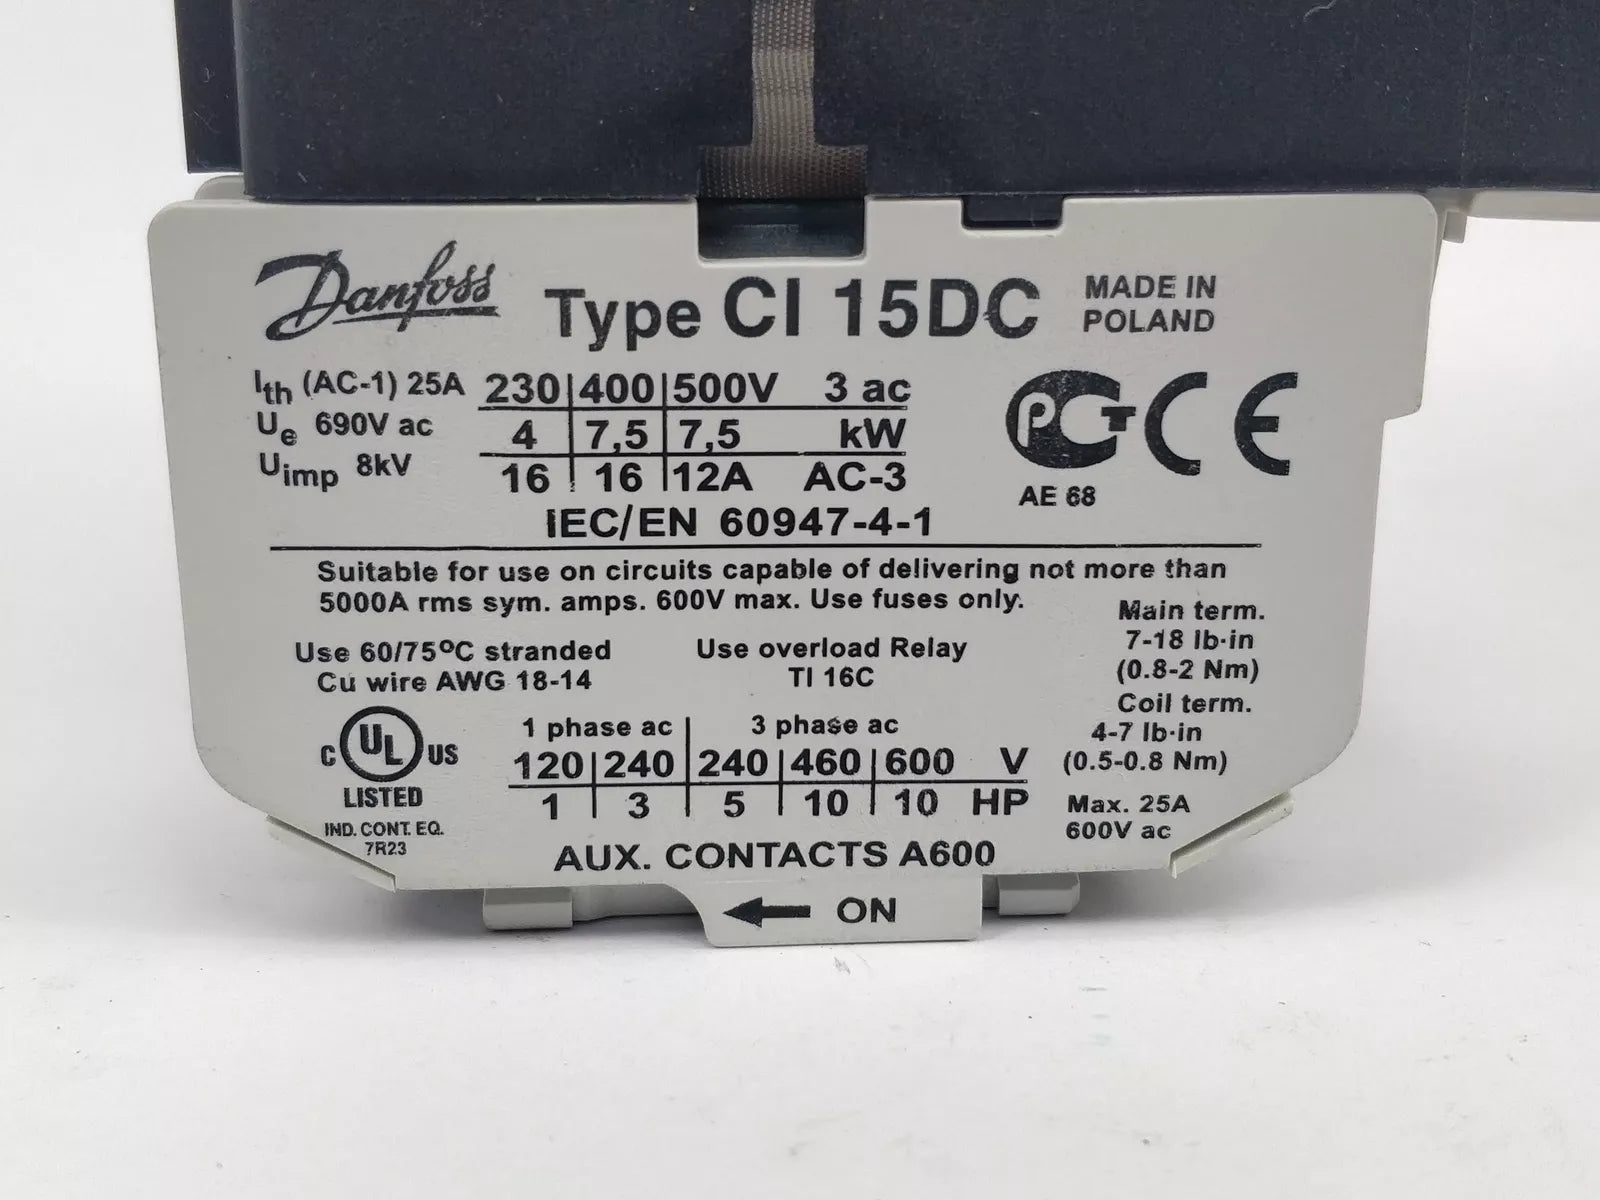 Danfoss Type CI 15DC MADE IN
POLAND
Ith (AC-1) 25A 230 400 500V 3 ac
Ue 690V ac 4 7,5 7,5 kW
Uimp 8kV 16 16 12A AC-3
PCT CE
AE 68
IEC/EN 60947-4-1
Suitable for use on circuits capable of delivering not more than
5000A rms sym. amps. 600V max. Use fuses only.
Use 60/75°C stranded
Cu wire AWG 18-14
Use overload Relay
TI 16C
Main term.
7-18 lb·in
(0.8-2 Nm)
Coil term.
4-7 lb·in
(0.5-0.8 Nm)
Max. 25A
600V ac
C UL US
LISTED
IND. CONT. EQ.
7R23
1 phase ac 3 phase ac
120 240 240 460 600 V
1 3 5 10 10 HP
AUX. CONTACTS A600
← ON